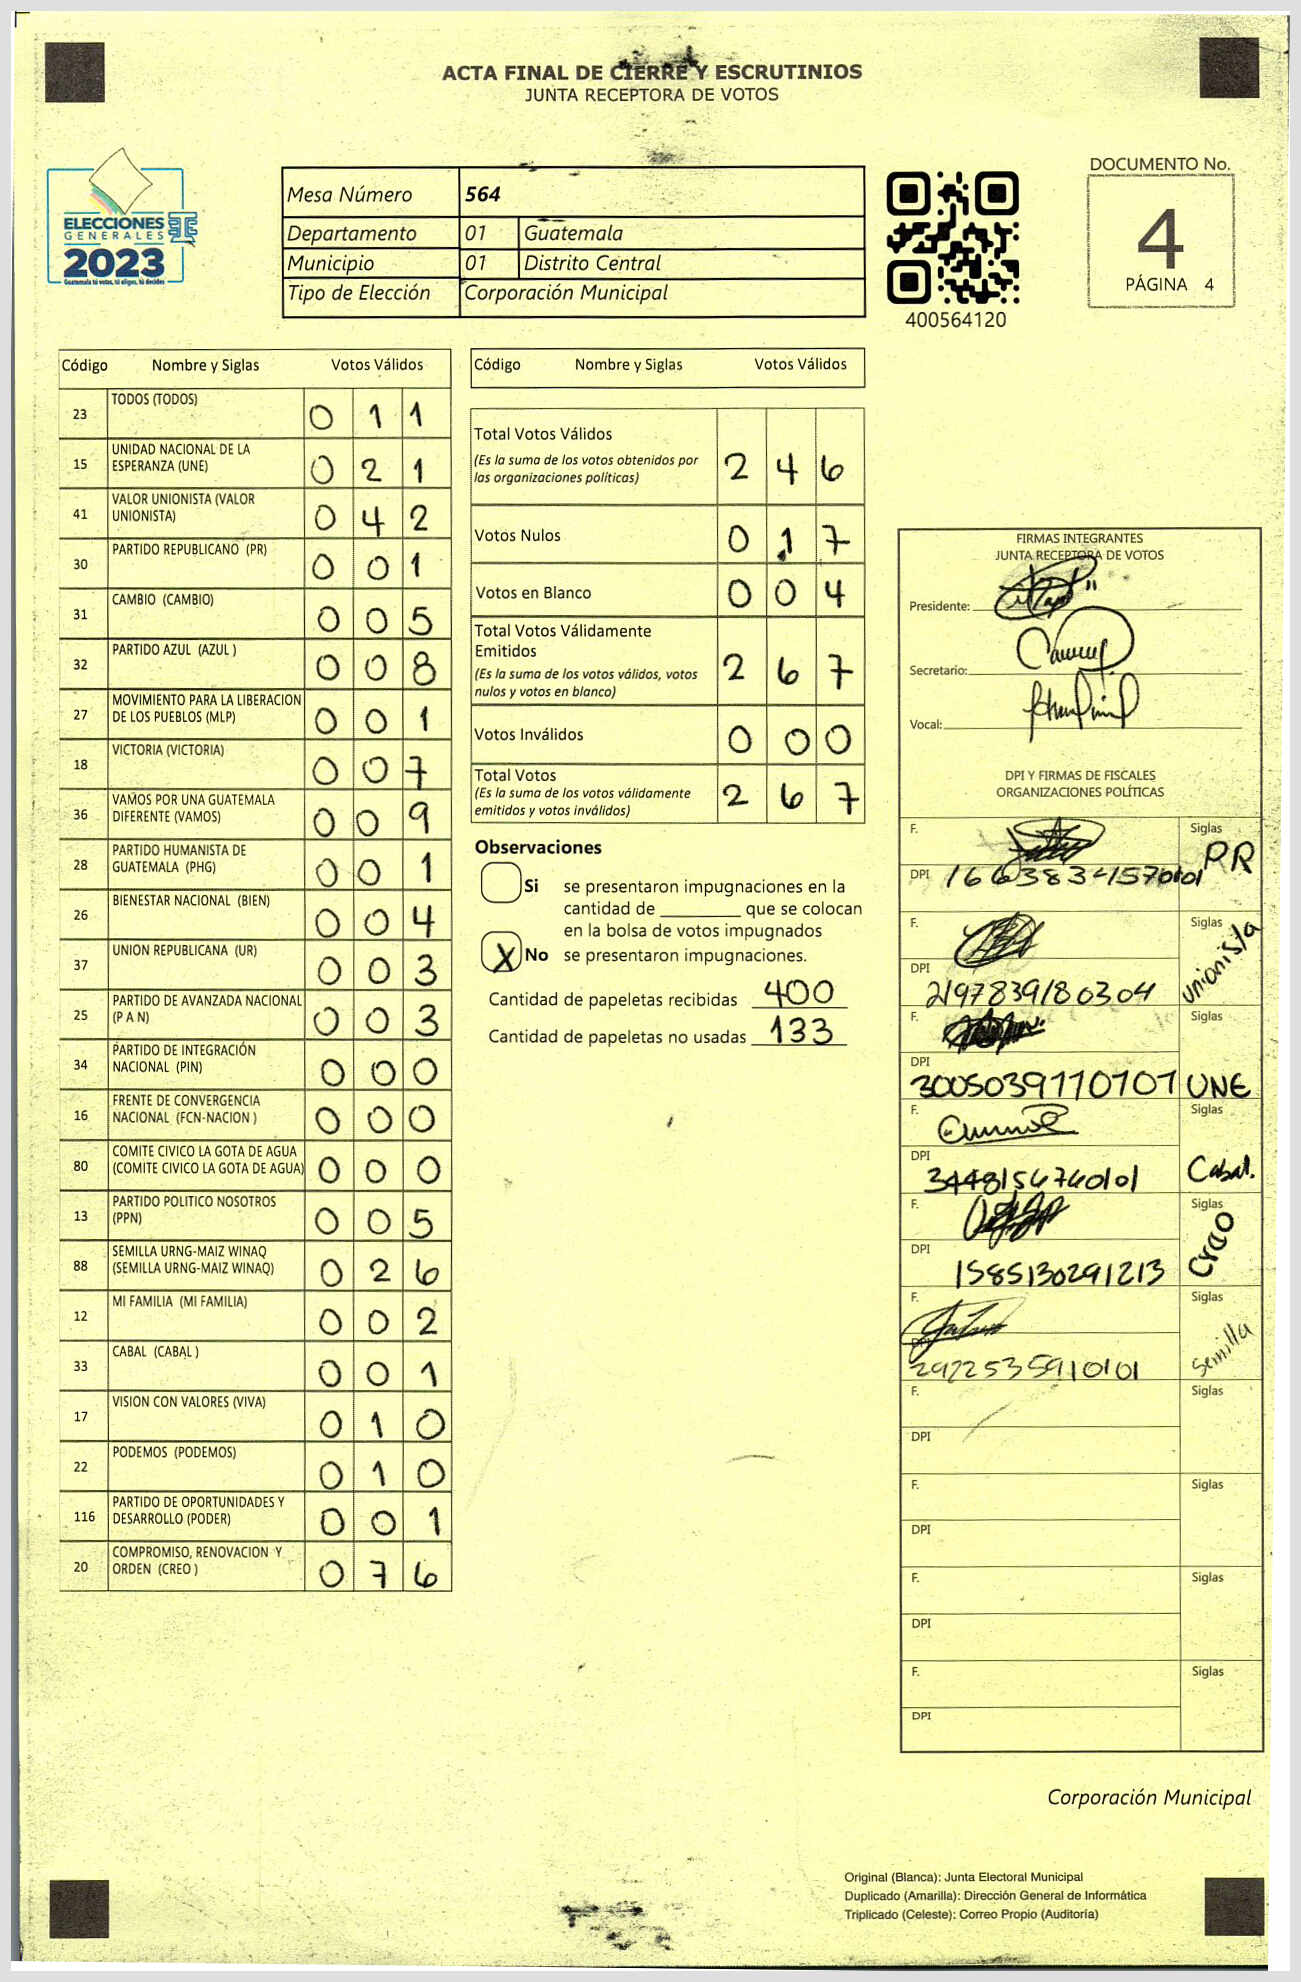 ACTA FINAL DE CIERRE Y ESCRUTINIOS
JUNTA RECEPTORA DE VOTOS
ELECCIONES
GENERALES
2023
Guatemala tú votas, tú eliges, tú decides
Mesa Número 564
Departamento 01 Guatemala
Municipio 01 Distrito Central
Tipo de Elección Corporación Municipal
400564120
DOCUMENTO No.
4
PÁGINA 4
Código Nombre y Siglas Votos Válidos
23 TODOS (TODOS) 0 1 1
15 UNIDAD NACIONAL DE LA
ESPERANZA (UNE) 0 2 1
41 VALOR UNIONISTA (VALOR
UNIONISTA) 0 4 2
30 PARTIDO REPUBLICANO (PR) 0 0 1
31 CAMBIO (CAMBIO) 0 0 5
32 PARTIDO AZUL (AZUL ) 0 0 8
27 MOVIMIENTO PARA LA LIBERACION
DE LOS PUEBLOS (MLP) 0 0 1
18 VICTORIA (VICTORIA) 0 0 7
36 VAMOS POR UNA GUATEMALA
DIFERENTE (VAMOS) 0 0 9
28 PARTIDO HUMANISTA DE
GUATEMALA (PHG) 0 0 1
26 BIENESTAR NACIONAL (BIEN) 0 0 4
37 UNION REPUBLICANA (UR) 0 0 3
25 PARTIDO DE AVANZADA NACIONAL
(P A N) 0 0 3
34 PARTIDO DE INTEGRACIÓN
NACIONAL (PIN) 0 0 0
16 FRENTE DE CONVERGENCIA
NACIONAL (FCN-NACION ) 0 0 0
80 COMITE CIVICO LA GOTA DE AGUA
(COMITE CIVICO LA GOTA DE AGUA) 0 0 0
13 PARTIDO POLITICO NOSOTROS
(PPN) 0 0 5
88 SEMILLA URNG-MAIZ WINAQ
(SEMILLA URNG-MAIZ WINAQ) 0 2 6
12 MI FAMILIA (MI FAMILIA) 0 0 2
33 CABAL (CABAL ) 0 0 1
17 VISION CON VALORES (VIVA) 0 1 0
22 PODEMOS (PODEMOS) 0 1 0
116 PARTIDO DE OPORTUNIDADES Y
DESARROLLO (PODER) 0 0 1
20 COMPROMISO, RENOVACION Y
ORDEN (CREO ) 0 7 6
Código Nombre y Siglas Votos Válidos
Total Votos Válidos
(Es la suma de los votos obtenidos por
las organizaciones políticas) 2 4 6
Votos Nulos 0 1 7
Votos en Blanco 0 0 4
Total Votos Válidamente
Emitidos
(Es la suma de los votos válidos, votos
nulos y votos en blanco) 2 6 7
Votos Inválidos 0 0 0
Total Votos
(Es la suma de los votos válidamente
emitidos y votos inválidos) 2 6 7
Observaciones
Si se presentaron impugnaciones en la
cantidad de ________ que se colocan
en la bolsa de votos impugnados
X No se presentaron impugnaciones.
Cantidad de papeletas recibidas 400
Cantidad de papeletas no usadas 133
FIRMAS INTEGRANTES
JUNTA RECEPTORA DE VOTOS
Presidente:
Secretario:
Vocal:
DPI Y FIRMAS DE FISCALES
ORGANIZACIONES POLÍTICAS
F. Siglas PR
DPI 1663834570101
F. Siglas Unionista
DPI 2197839180304
F. Siglas UNE
DPI 3005039770101
F. Siglas Cabal.
DPI 3448156740101
F. Siglas Creo
DPI 1585130291213
F. Siglas Semilla
DPI 2922535910101
F. Siglas
DPI
F. Siglas
DPI
F. Siglas
DPI
F. Siglas
DPI
Corporación Municipal
Original (Blanca): Junta Electoral Municipal
Duplicado (Amarilla): Dirección General de Informática
Triplicado (Celeste): Correo Propio (Auditoría)